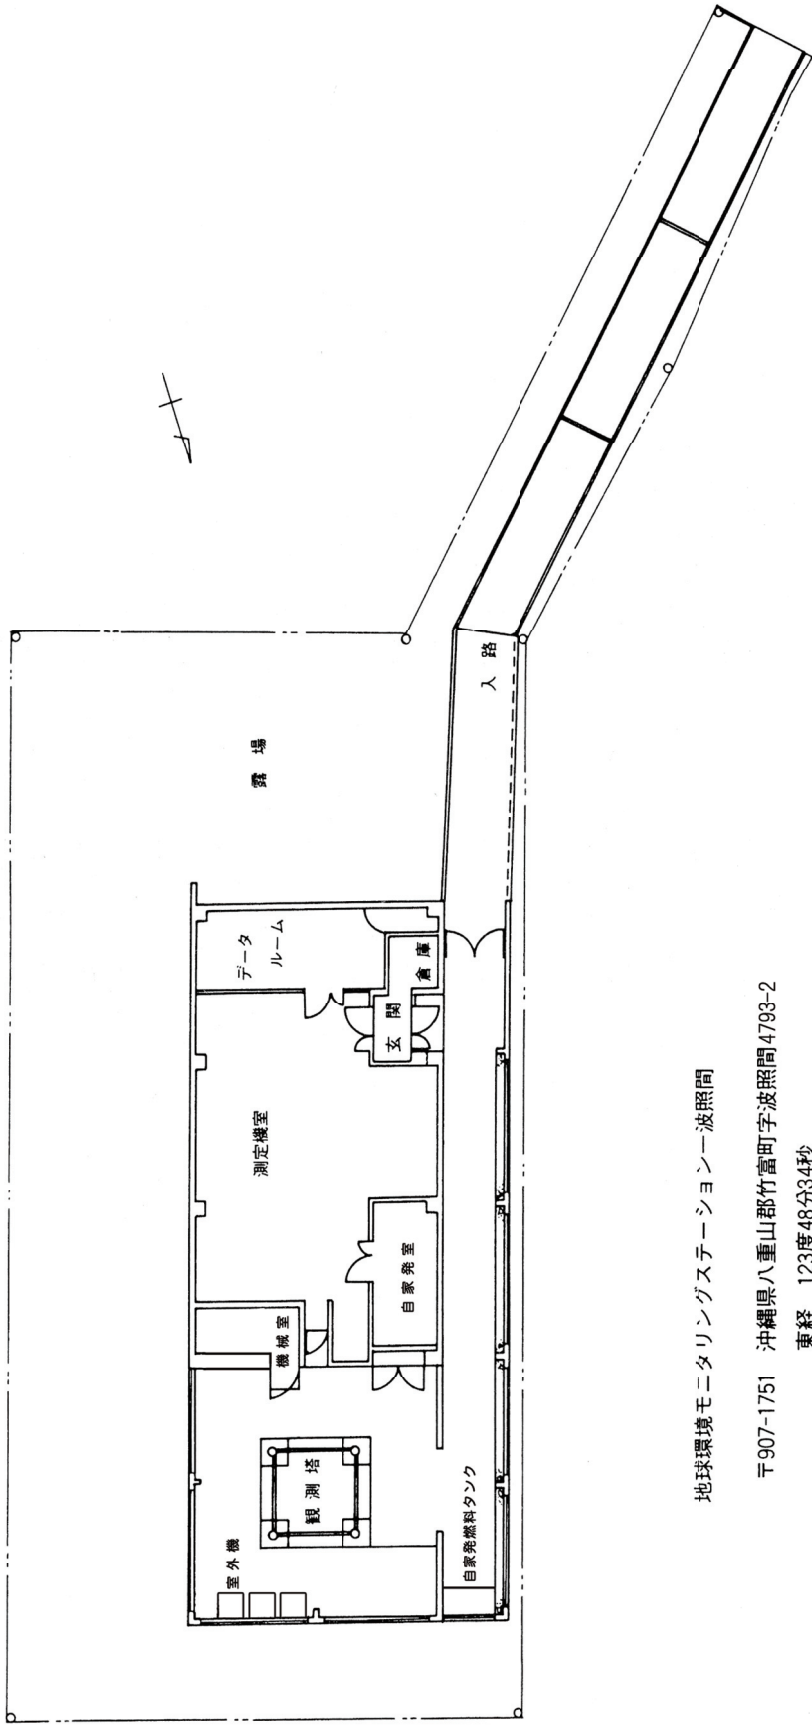 露場
入路
データ
ルーム
倉庫
玄関
測定機室
自家発室
機械室
観測塔
室外機
自家発燃料タンク
地球環境モニタリングステーション―波照間
〒907-1751 沖縄県八重山郡竹富町字波照間4793-2
東経 123度48分34秒